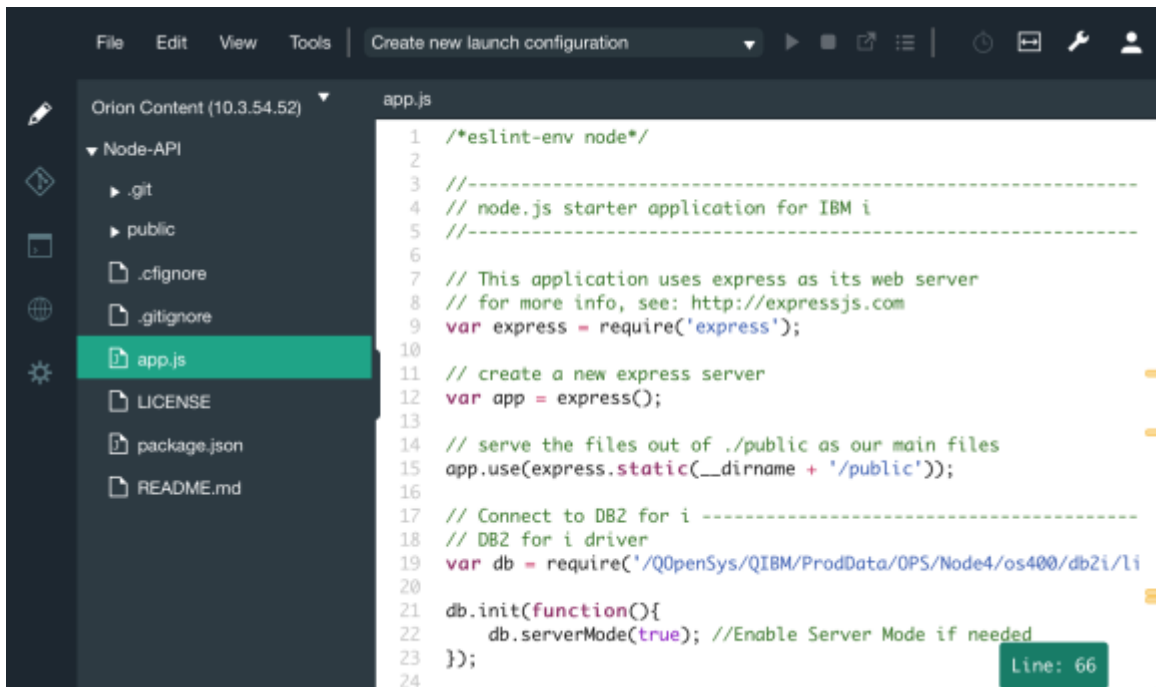 File Edit View Tools Create new launch configuration
Orion Content (10.3.54.52)
Node-API
.git
public
.cfignore
.gitignore
app.js
LICENSE
package.json
README.md
app.js
1 /*eslint-env node*/
2
3 //---------------------------------------------------------------
4 // node.js starter application for IBM i
5 //---------------------------------------------------------------
6
7 // This application uses express as its web server
8 // for more info, see: http://expressjs.com
9 var express = require('express');
10
11 // create a new express server
12 var app = express();
13
14 // serve the files out of ./public as our main files
15 app.use(express.static(__dirname + '/public'));
16
17 // Connect to DB2 for i -----------------------------------------
18 // DB2 for i driver
19 var db = require('/QOpenSys/QIBM/ProdData/OPS/Node4/os400/db2i/li
20
21 db.init(function(){
22     db.serverMode(true); //Enable Server Mode if needed
23 });
24
Line: 66